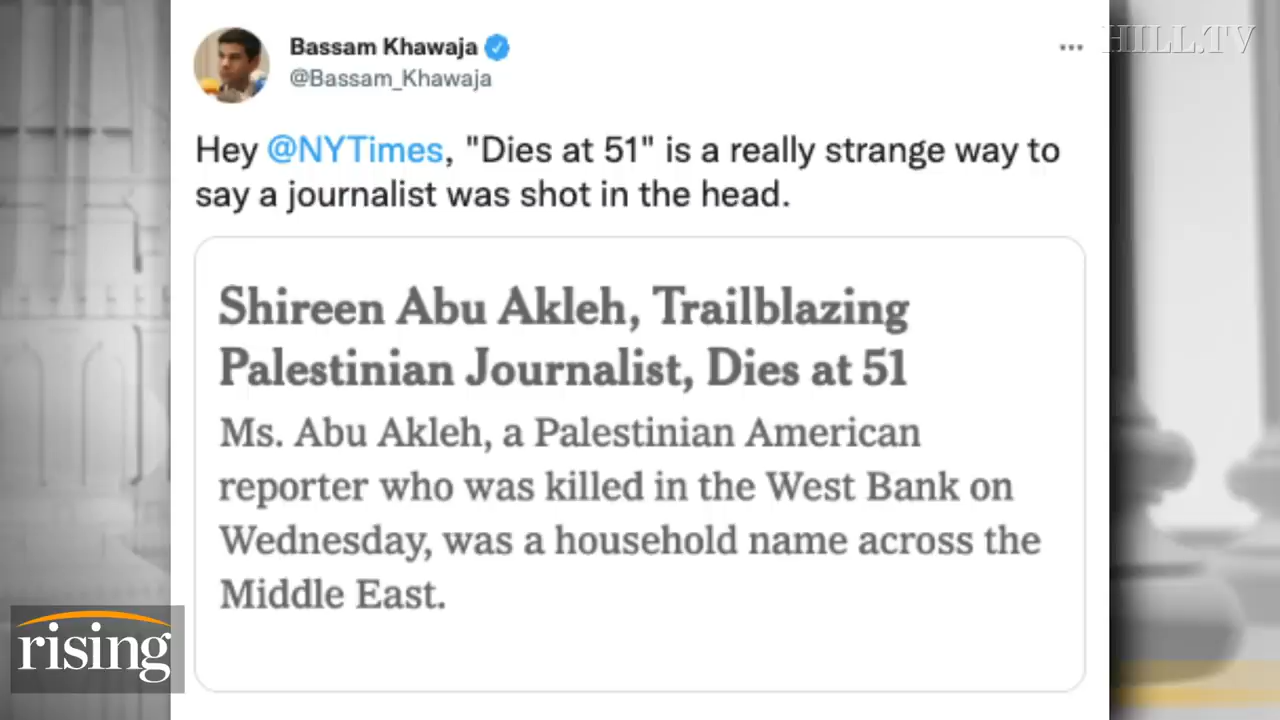 HILL.TV
Bassam Khawaja
@Bassam_Khawaja
Hey @NYTimes, "Dies at 51" is a really strange way to
say a journalist was shot in the head.
Shireen Abu Akleh, Trailblazing
Palestinian Journalist, Dies at 51
Ms. Abu Akleh, a Palestinian American
reporter who was killed in the West Bank on
Wednesday, was a household name across the
Middle East.
rising